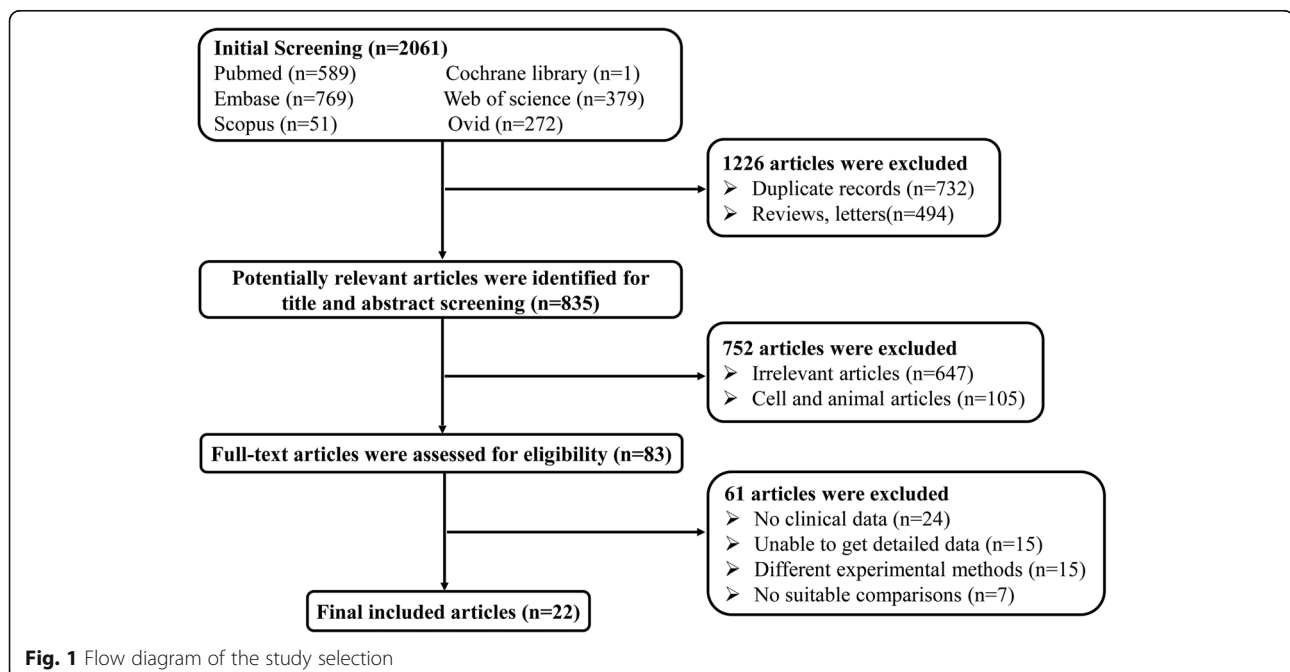 Initial Screening (n=2061)
Pubmed (n=589) Cochrane library (n=1)
Embase (n=769) Web of science (n=379)
Scopus (n=51) Ovid (n=272)
1226 articles were excluded
➢ Duplicate records (n=732)
➢ Reviews, letters(n=494)
Potentially relevant articles were identified for
title and abstract screening (n=835)
752 articles were excluded
➢ Irrelevant articles (n=647)
➢ Cell and animal articles (n=105)
Full-text articles were assessed for eligibility (n=83)
61 articles were excluded
➢ No clinical data (n=24)
➢ Unable to get detailed data (n=15)
➢ Different experimental methods (n=15)
➢ No suitable comparisons (n=7)
Final included articles (n=22)
Fig. 1 Flow diagram of the study selection